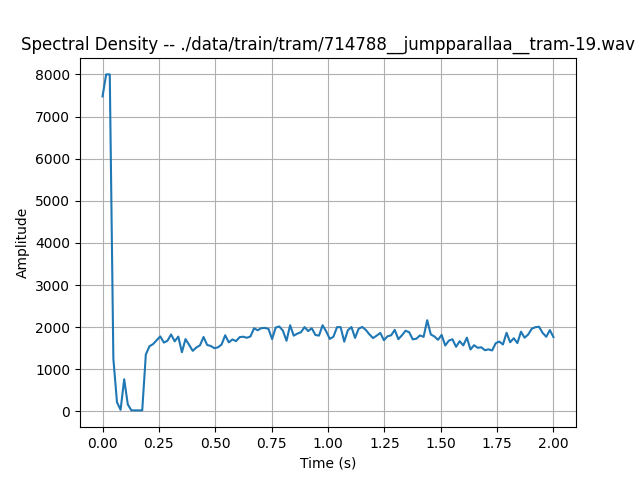 Spectral Density -- ./data/train/tram/714788__jumpparallaa__tram-19.wav
8000
7000
6000
5000
4000
3000
2000
1000
0
Amplitude
0.00 0.25 0.50 0.75 1.00 1.25 1.50 1.75 2.00
Time (s)